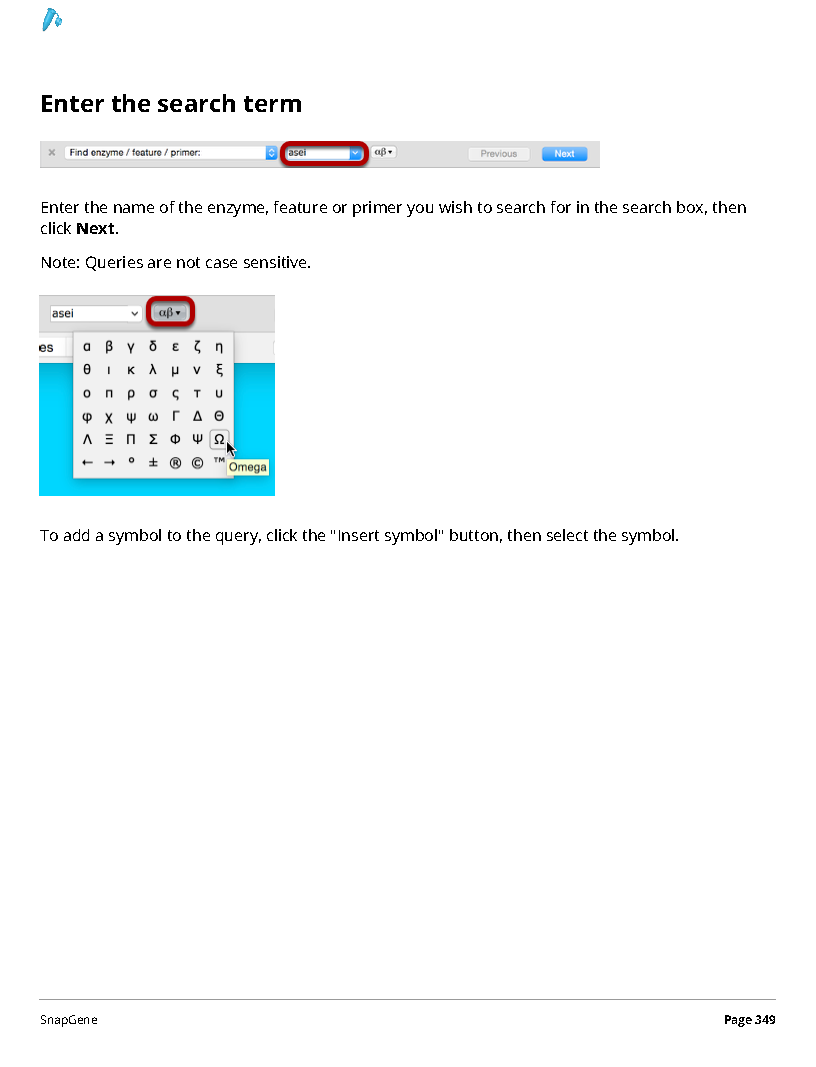 Enter the search term
× Find enzyme / feature / primer: asei αβ▾ Previous Next
Enter the name of the enzyme, feature or primer you wish to search for in the search box, then
click Next.
Note: Queries are not case sensitive.
asei αβ▾
es
α β γ δ ε ζ η
θ ι κ λ μ ν ξ
ο π ρ σ ς τ υ
φ χ ψ ω Γ Δ Θ
Λ Ξ Π Σ Φ Ψ Ω
← → ° ± ® © ™
Omega
To add a symbol to the query, click the "Insert symbol" button, then select the symbol.
SnapGene Page 349